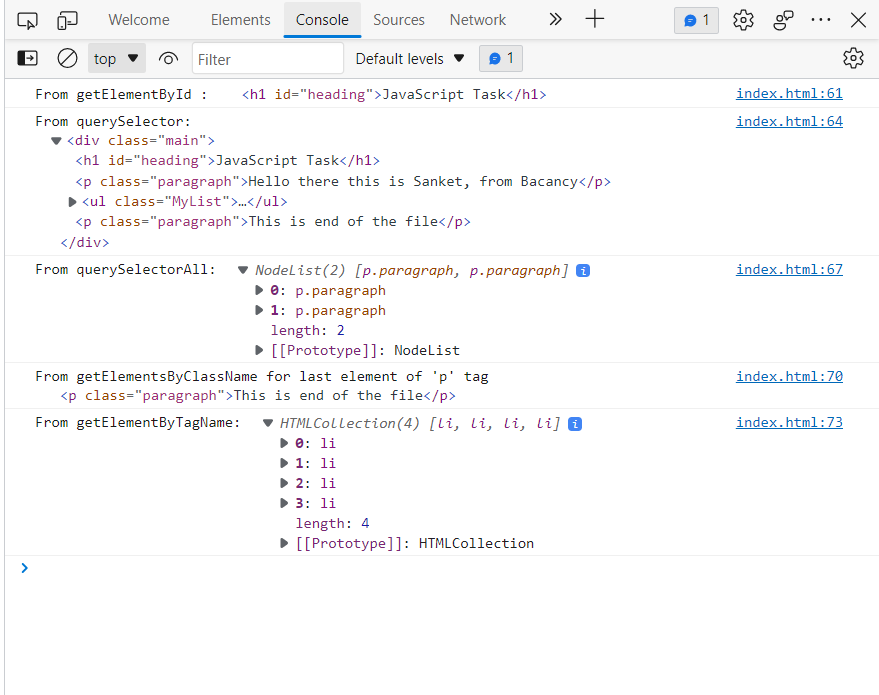 Welcome Elements Console Sources Network 1
top Filter Default levels 1
From getElementById : <h1 id="heading">JavaScript Task</h1> index.html:61
From querySelector: index.html:64
<div class="main">
<h1 id="heading">JavaScript Task</h1>
<p class="paragraph">Hello there this is Sanket, from Bacancy</p>
<ul class="MyList">…</ul>
<p class="paragraph">This is end of the file</p>
</div>
From querySelectorAll: NodeList(2) [p.paragraph, p.paragraph] i index.html:67
0: p.paragraph
1: p.paragraph
length: 2
[[Prototype]]: NodeList
From getElementsByClassName for last element of 'p' tag index.html:70
<p class="paragraph">This is end of the file</p>
From getElementByTagName: HTMLCollection(4) [li, li, li, li] i index.html:73
0: li
1: li
2: li
3: li
length: 4
[[Prototype]]: HTMLCollection